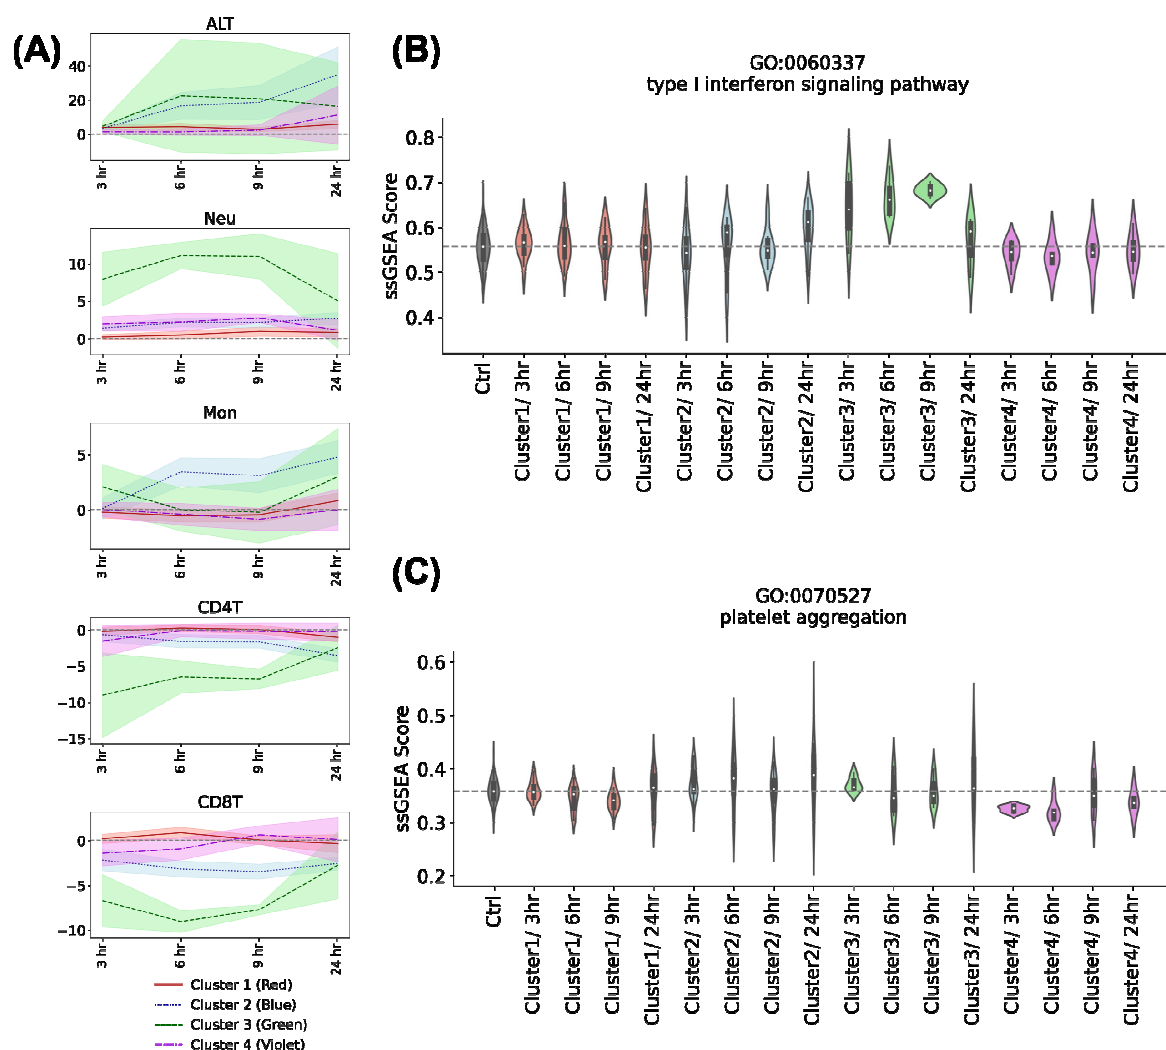 (A)
ALT
40
20
0
3 hr
6 hr
9 hr
24 hr
Neu
10
5
0
3 hr
6 hr
9 hr
24 hr
Mon
5
0
3 hr
6 hr
9 hr
24 hr
CD4T
0
−5
−10
−15
3 hr
6 hr
9 hr
24 hr
CD8T
0
−5
−10
3 hr
6 hr
9 hr
24 hr
Cluster 1 (Red)
Cluster 2 (Blue)
Cluster 3 (Green)
Cluster 4 (Violet)
(B)
GO:0060337
type I interferon signaling pathway
ssGSEA Score
0.8
0.7
0.6
0.5
0.4
Ctrl
Cluster1/ 3hr
Cluster1/ 6hr
Cluster1/ 9hr
Cluster1/ 24hr
Cluster2/ 3hr
Cluster2/ 6hr
Cluster2/ 9hr
Cluster2/ 24hr
Cluster3/ 3hr
Cluster3/ 6hr
Cluster3/ 9hr
Cluster3/ 24hr
Cluster4/ 3hr
Cluster4/ 6hr
Cluster4/ 9hr
Cluster4/ 24hr
(C)
GO:0070527
platelet aggregation
ssGSEA Score
0.6
0.5
0.4
0.3
0.2
Ctrl
Cluster1/ 3hr
Cluster1/ 6hr
Cluster1/ 9hr
Cluster1/ 24hr
Cluster2/ 3hr
Cluster2/ 6hr
Cluster2/ 9hr
Cluster2/ 24hr
Cluster3/ 3hr
Cluster3/ 6hr
Cluster3/ 9hr
Cluster3/ 24hr
Cluster4/ 3hr
Cluster4/ 6hr
Cluster4/ 9hr
Cluster4/ 24hr